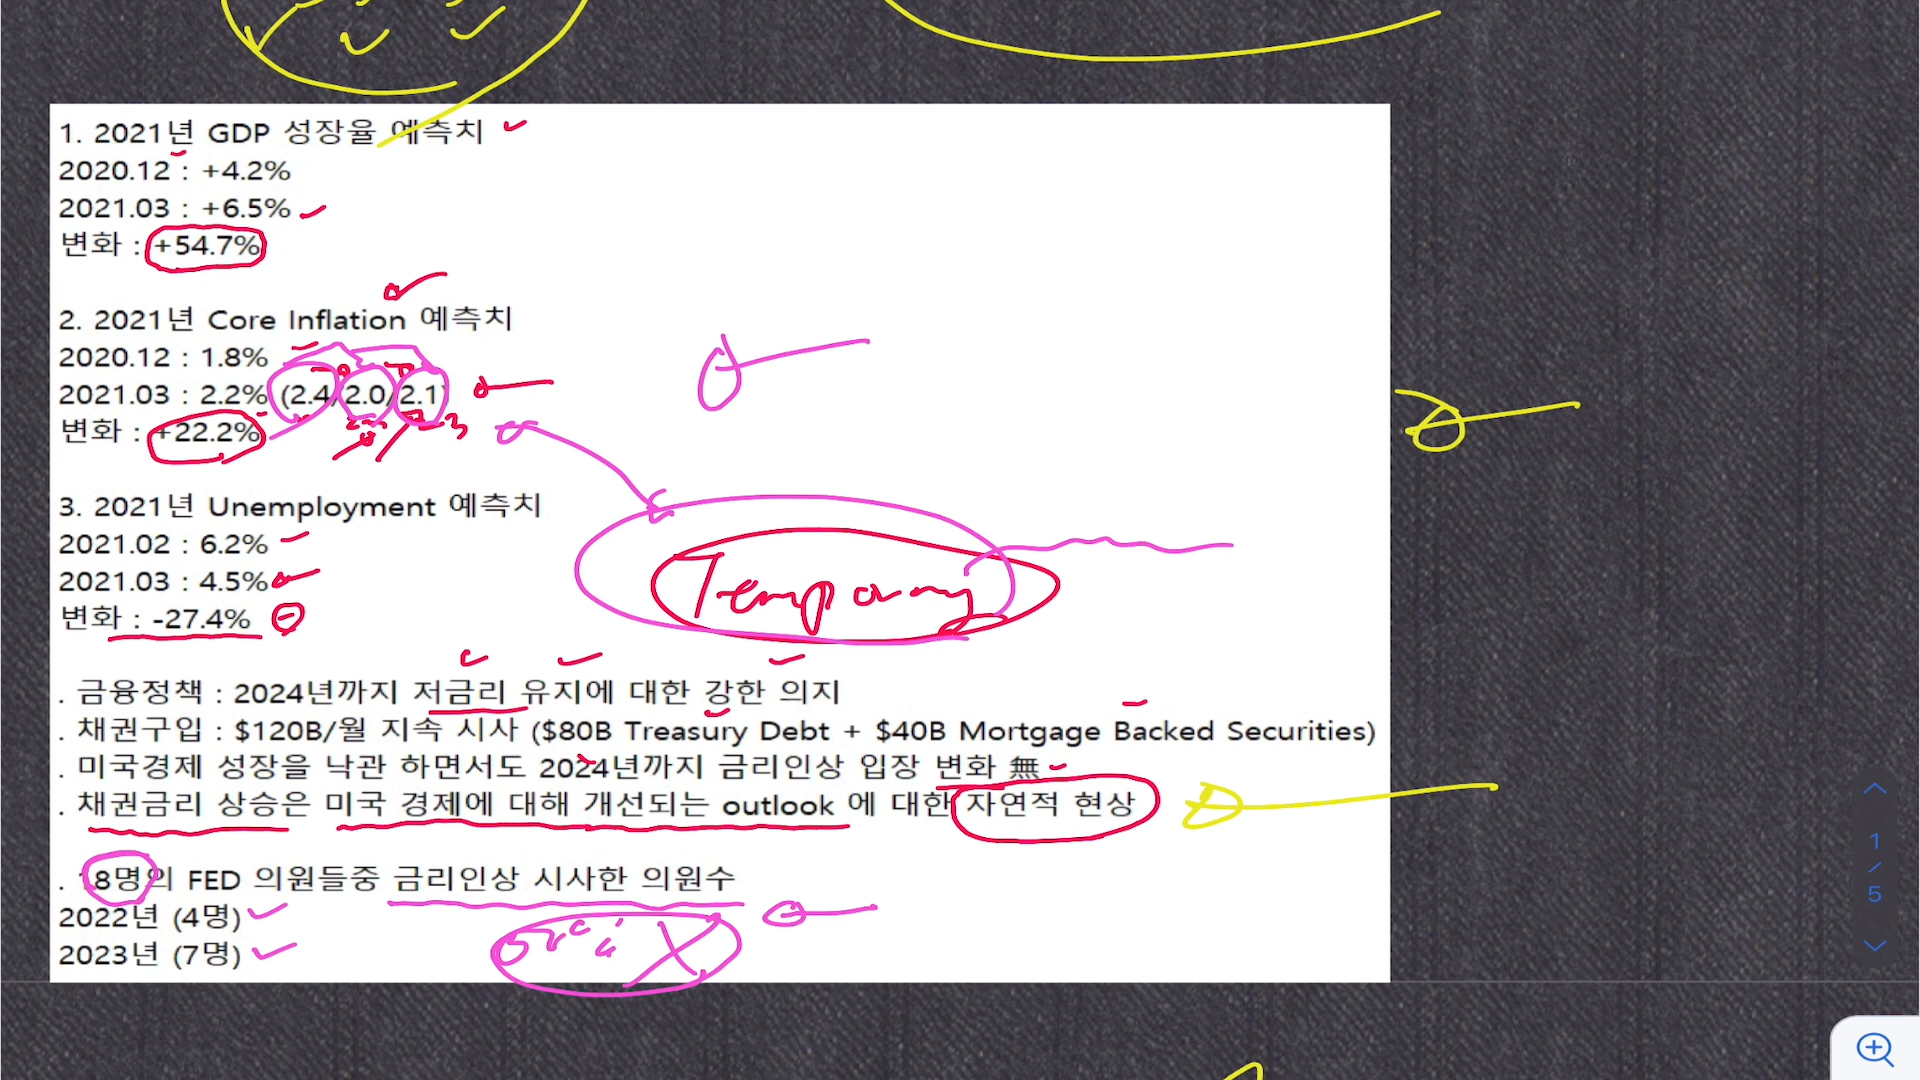 1. 2021년 GDP 성장율 예측치
2020.12 : +4.2%
2021.03 : +6.5%
변화 : +54.7%
2. 2021년 Core Inflation 예측치
2020.12 : 1.8%
2021.03 : 2.2% (2.4/2.0/2.1)
변화 : +22.2%
3. 2021년 Unemployment 예측치
2021.02 : 6.2%
2021.03 : 4.5%
변화 : -27.4%
Temporary
. 금융정책 : 2024년까지 저금리 유지에 대한 강한 의지
. 채권구입 : $120B/월 지속 시사 ($80B Treasury Debt + $40B Mortgage Backed Securities)
. 미국경제 성장을 낙관 하면서도 2024년까지 금리인상 입장 변화 無
. 채권금리 상승은 미국 경제에 대해 개선되는 outlook 에 대한 자연적 현상
. 18명의 FED 의원들중 금리인상 시사한 의원수
2022년 (4명)
2023년 (7명)
1
/
5